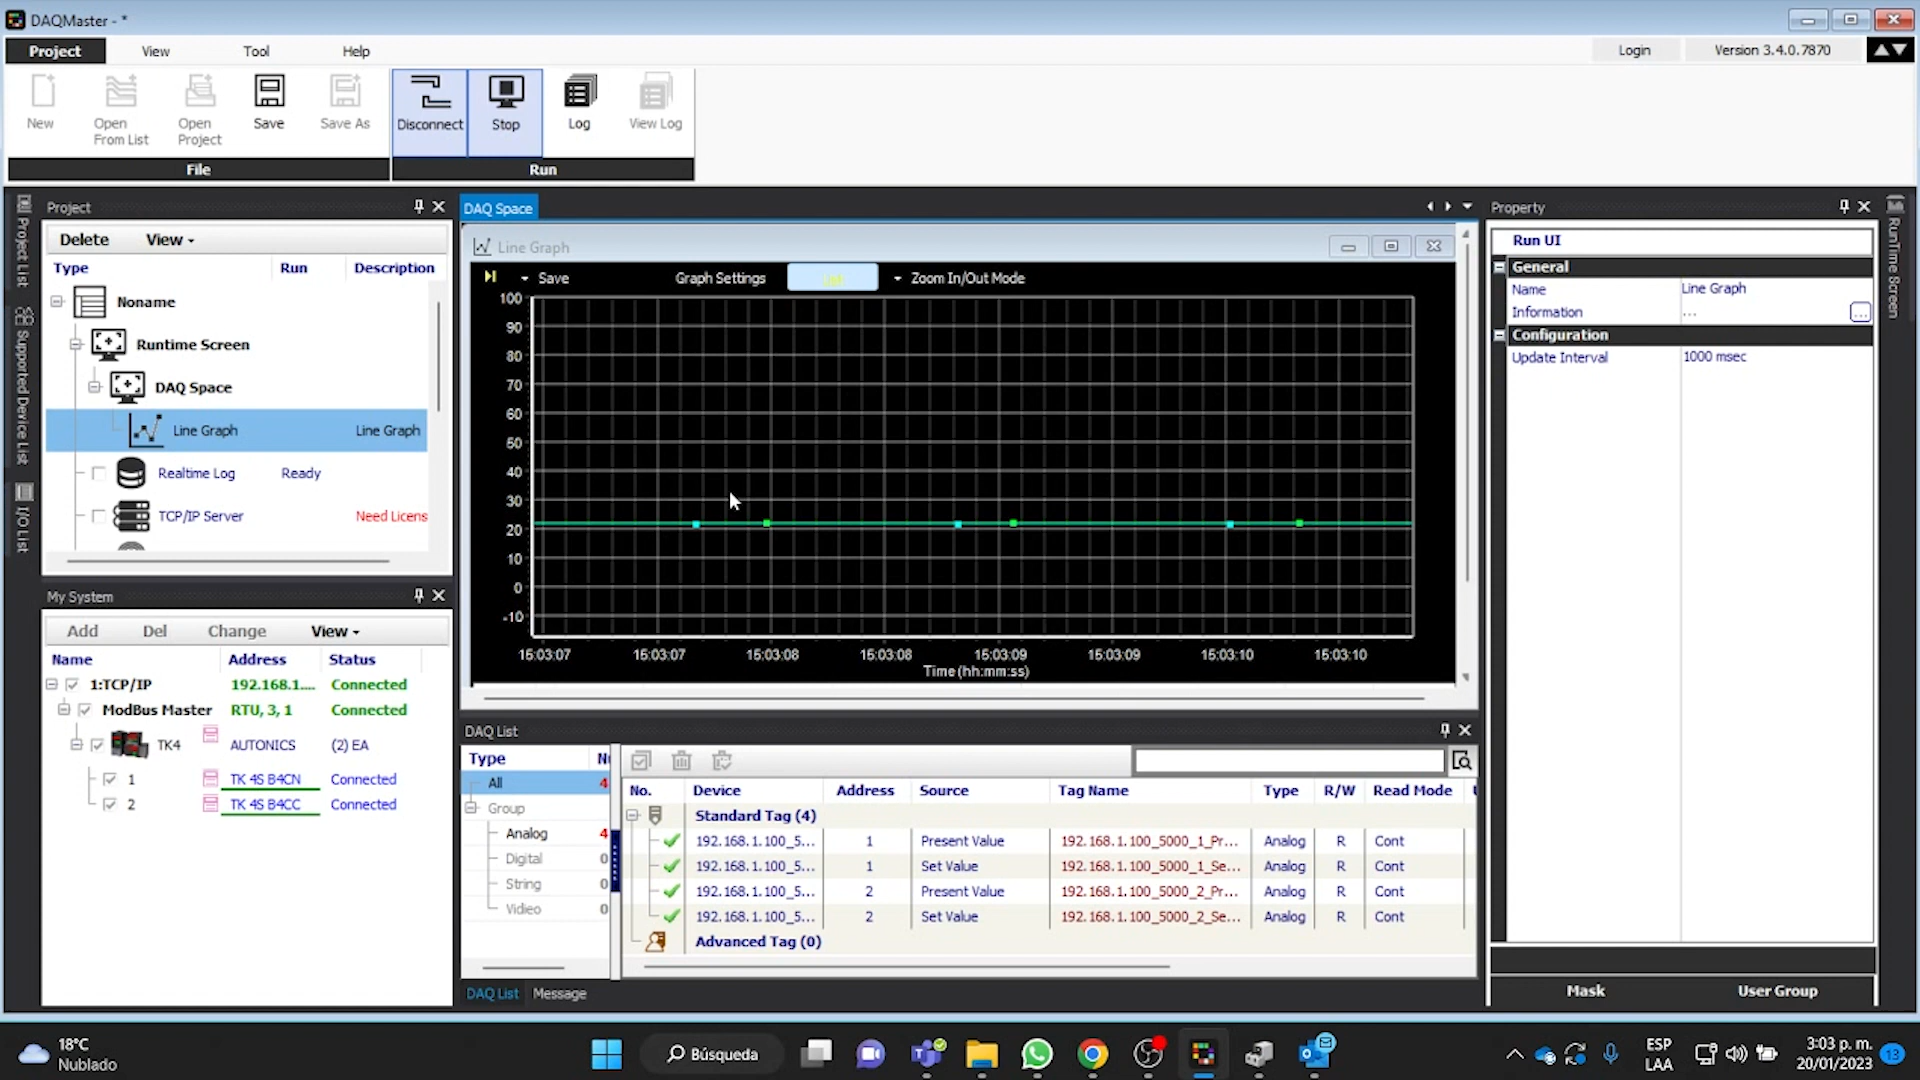 DAQMaster - *
Project View Tool Help
Login Version 3.4.0.7870
New Open From List Open Project Save Save As Disconnect Stop Log View Log
File Run
Project List
Supported Device List
I/O List
Project
Delete View
Type Run Description
Noname
Runtime Screen
DAQ Space
Line Graph Line Graph
Realtime Log Ready
TCP/IP Server Need Licens
My System
Add Del Change View
Name Address Status
1:TCP/IP 192.168.1.... Connected
ModBus Master RTU, 3, 1 Connected
TK4 AUTONICS (2) EA
1 TK 4S B4CN Connected
2 TK 4S B4CC Connected
DAQ Space
Line Graph
Save Graph Settings Zoom In/Out Mode
100
90
80
70
60
50
40
30
20
10
0
-10
15:03:07 15:03:07 15:03:08 15:03:08 15:03:09 15:03:09 15:03:10 15:03:10
Time (hh:mm:ss)
DAQ List
Type
All 4
Group
Analog 4
Digital 0
String 0
Vidieo 0
No. Device Address Source Tag Name Type R/W Read Mode
Standard Tag (4)
192.168.1.100_5... 1 Present Value 192.168.1.100_5000_1_Pr... Analog R Cont
192.168.1.100_5... 1 Set Value 192.168.1.100_5000_1_Se... Analog R Cont
192.168.1.100_5... 2 Present Value 192.168.1.100_5000_2_Pr... Analog R Cont
192.168.1.100_5... 2 Set Value 192.168.1.100_5000_2_Se... Analog R Cont
Advanced Tag (0)
DAQ List Message
Property
Run UI
General
Name Line Graph
Information ...
Configuration
Update Interval 1000 msec
Mask User Group
RunTime Screen
18°C
Nublado
Búsqueda
ESP
LAA
3:03 p. m.
20/01/2023
13